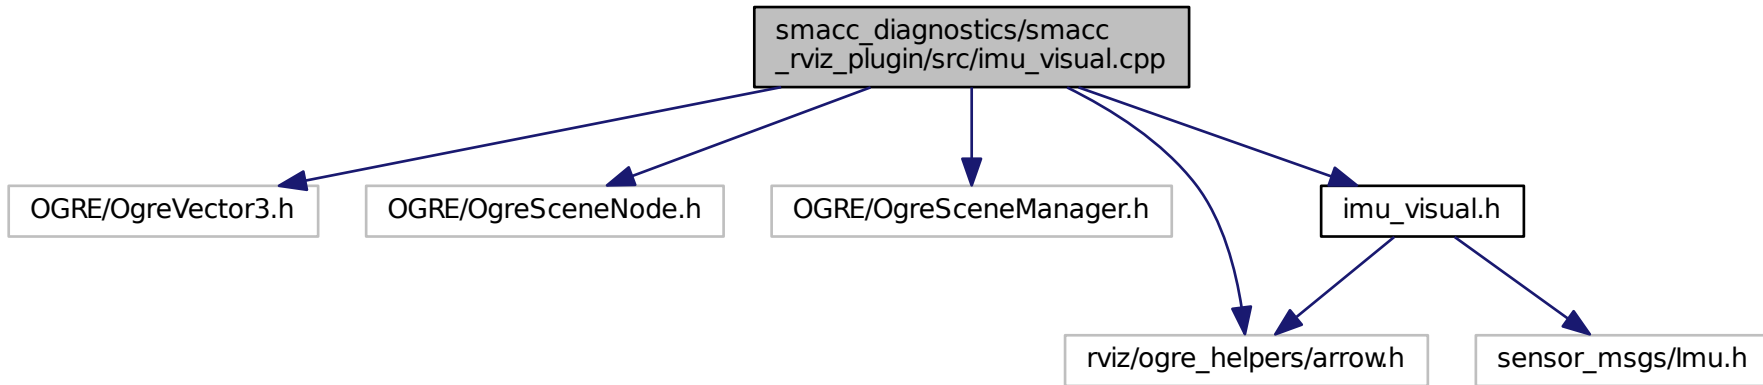 smacc_diagnostics/smacc
_rviz_plugin/src/imu_visual.cpp
OGRE/OgreVector3.h
OGRE/OgreSceneNode.h
OGRE/OgreSceneManager.h
imu_visual.h
rviz/ogre_helpers/arrow.h
sensor_msgs/Imu.h